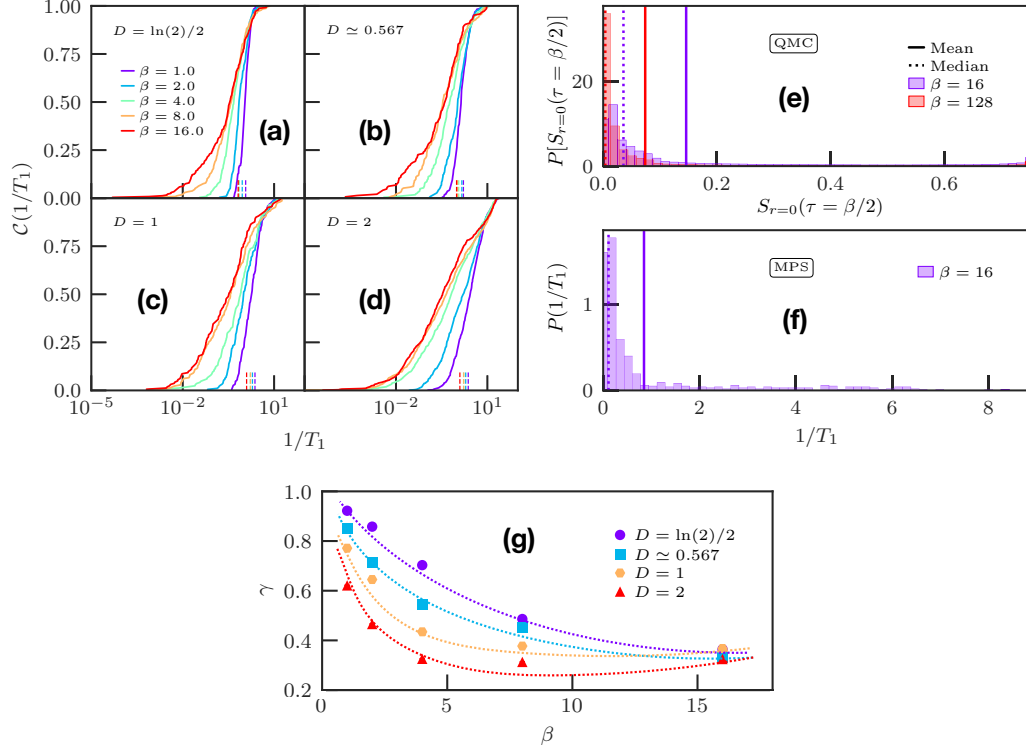 1.00
0.75
0.50
0.25
0.00
C(1/T₁)
D = ln(2)/2
β = 1.0
β = 2.0
β = 4.0
β = 8.0
β = 16.0
(a)
D ≃ 0.567
(b)
0.75
0.50
0.25
0.0
D = 1
(c)
D = 2
(d)
10⁻⁵
10⁻²
10¹
10⁻²
10¹
1/T₁
P[S_{r=0}(τ = β/2)]
20
0
QMC
(e)
Mean
Median
β = 16
β = 128
0.0
0.2
0.4
0.6
S_{r=0}(τ = β/2)
P(1/T₁)
1
0
MPS
(f)
β = 16
0
2
4
6
8
1/T₁
γ
1.0
0.8
0.6
0.4
0.2
(g)
D = ln(2)/2
D ≃ 0.567
D = 1
D = 2
0
5
10
15
β